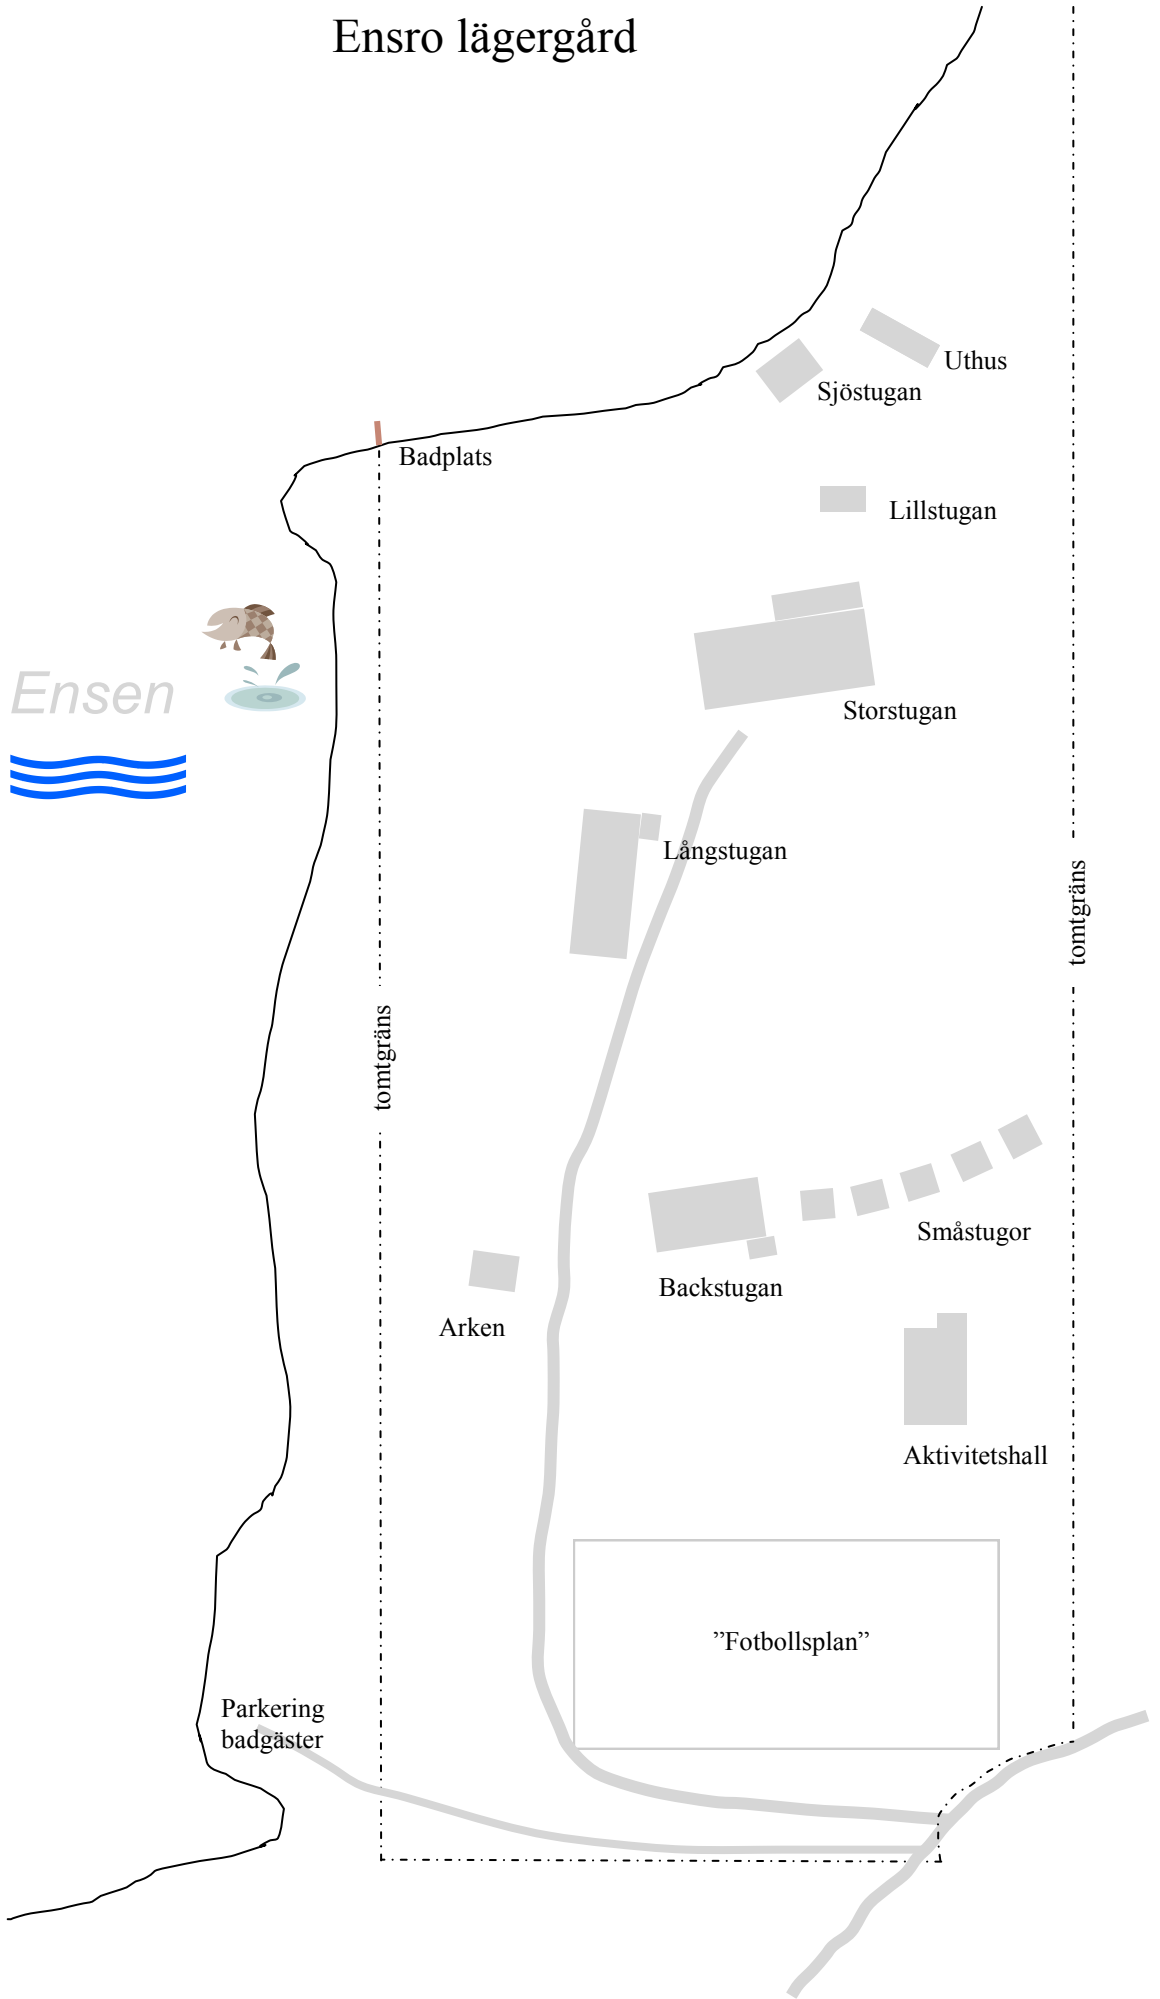 Ensro lägergård
Uthus
Sjöstugan
Badplats
Lillstugan
Ensen
Storstugan
Långstugan
tomtgräns
tomtgräns
Småstugor
Backstugan
Arken
Aktivitetshall
”Fotbollsplan”
Parkering
badgäster